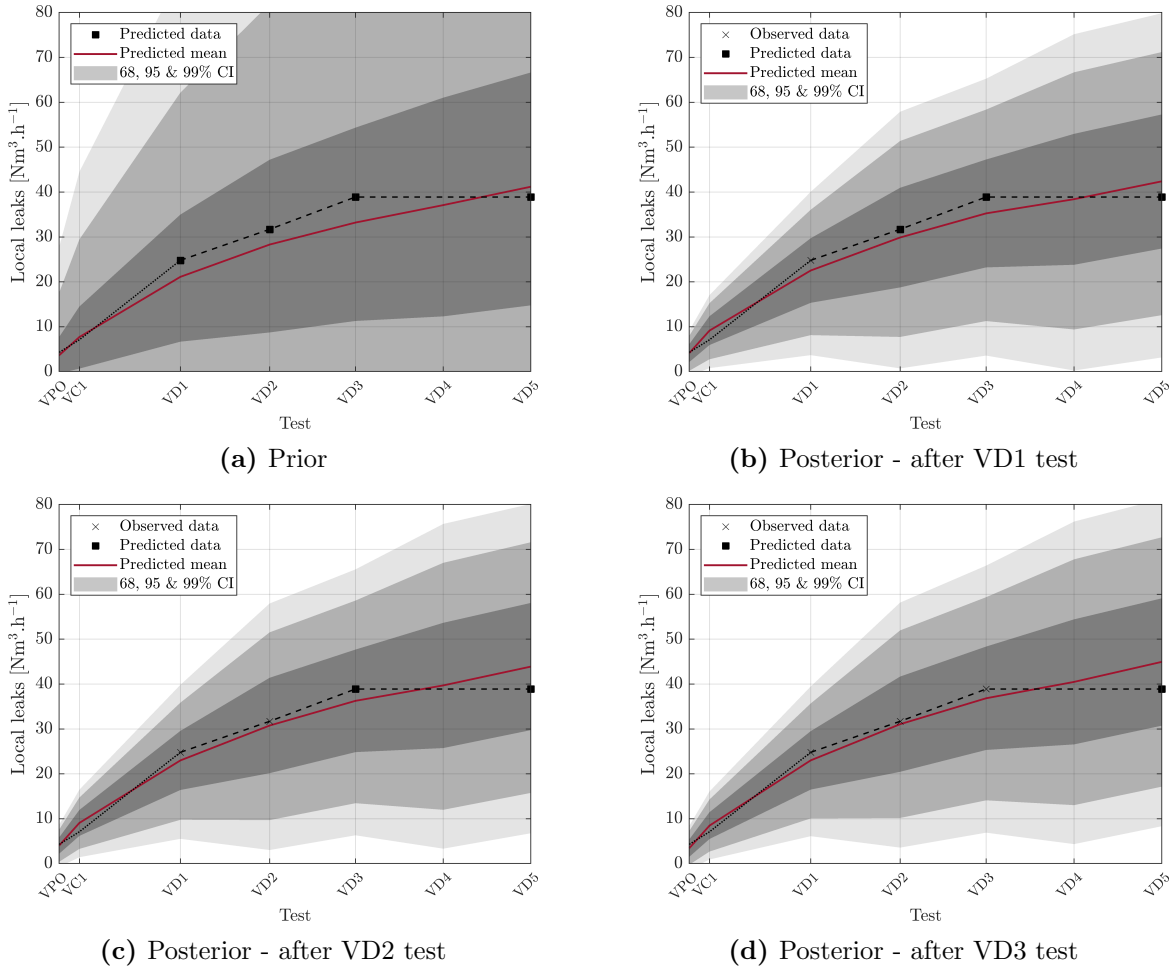 80
70
60
50
40
30
20
10
0
Local leaks [Nm³.h⁻¹]
Predicted data
Predicted mean
68, 95 & 99% CI
VPO
VC1
VD1
VD2
VD3
VD4
VD5
Test
(a) Prior
80
70
60
50
40
30
20
10
0
Local leaks [Nm³.h⁻¹]
Observed data
Predicted data
Predicted mean
68, 95 & 99% CI
VPO
VC1
VD1
VD2
VD3
VD4
VD5
Test
(b) Posterior - after VD1 test
80
70
60
50
40
30
20
10
0
Local leaks [Nm³.h⁻¹]
Observed data
Predicted data
Predicted mean
68, 95 & 99% CI
VPO
VC1
VD1
VD2
VD3
VD4
VD5
Test
(c) Posterior - after VD2 test
80
70
60
50
40
30
20
10
0
Local leaks [Nm³.h⁻¹]
Observed data
Predicted data
Predicted mean
68, 95 & 99% CI
VPO
VC1
VD1
VD2
VD3
VD4
VD5
Test
(d) Posterior - after VD3 test